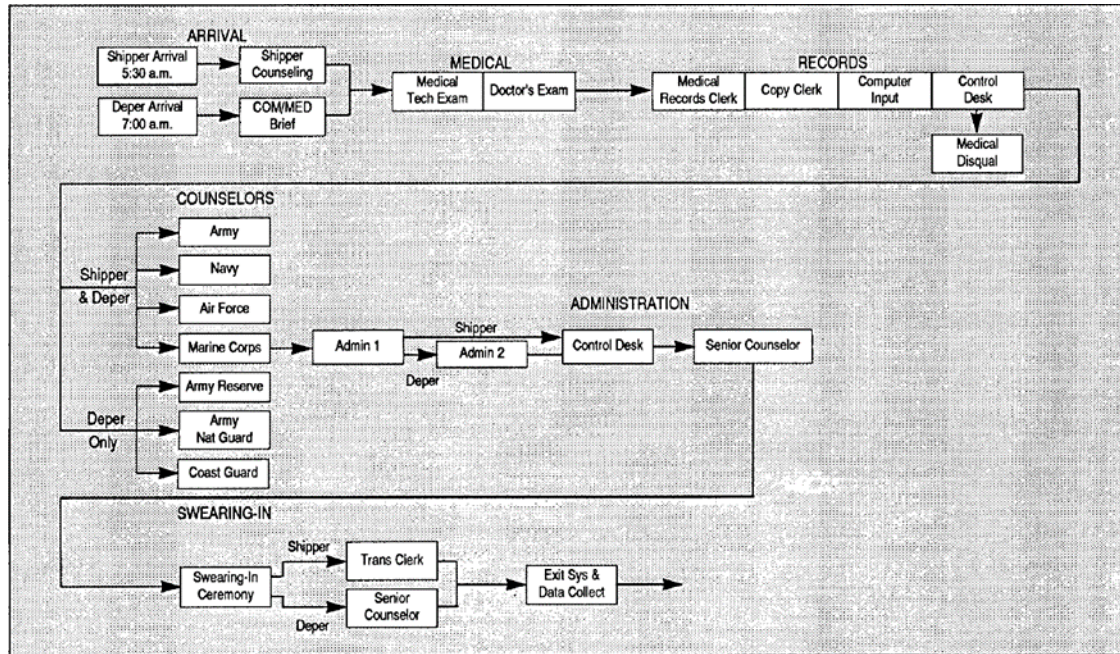 ARRIVAL
Shipper Arrival
5:30 a.m.
Shipper
Counseling
Deper Arrival
7:00 a.m.
COM/MED
Brief
MEDICAL
Medical
Tech Exam
Doctor's Exam
RECORDS
Medical
Records Clerk
Copy Clerk
Computer
Input
Control
Desk
Medical
Disqual
COUNSELORS
Shipper
& Deper
Army
Navy
Air Force
Marine Corps
Deper
Only
Army Reserve
Army
Nat Guard
Coast Guard
ADMINISTRATION
Admin 1
Shipper
Deper
Admin 2
Control Desk
Senior Counselor
SWEARING-IN
Swearing-In
Ceremony
Shipper
Deper
Trans Clerk
Senior
Counselor
Exit Sys &
Data Collect